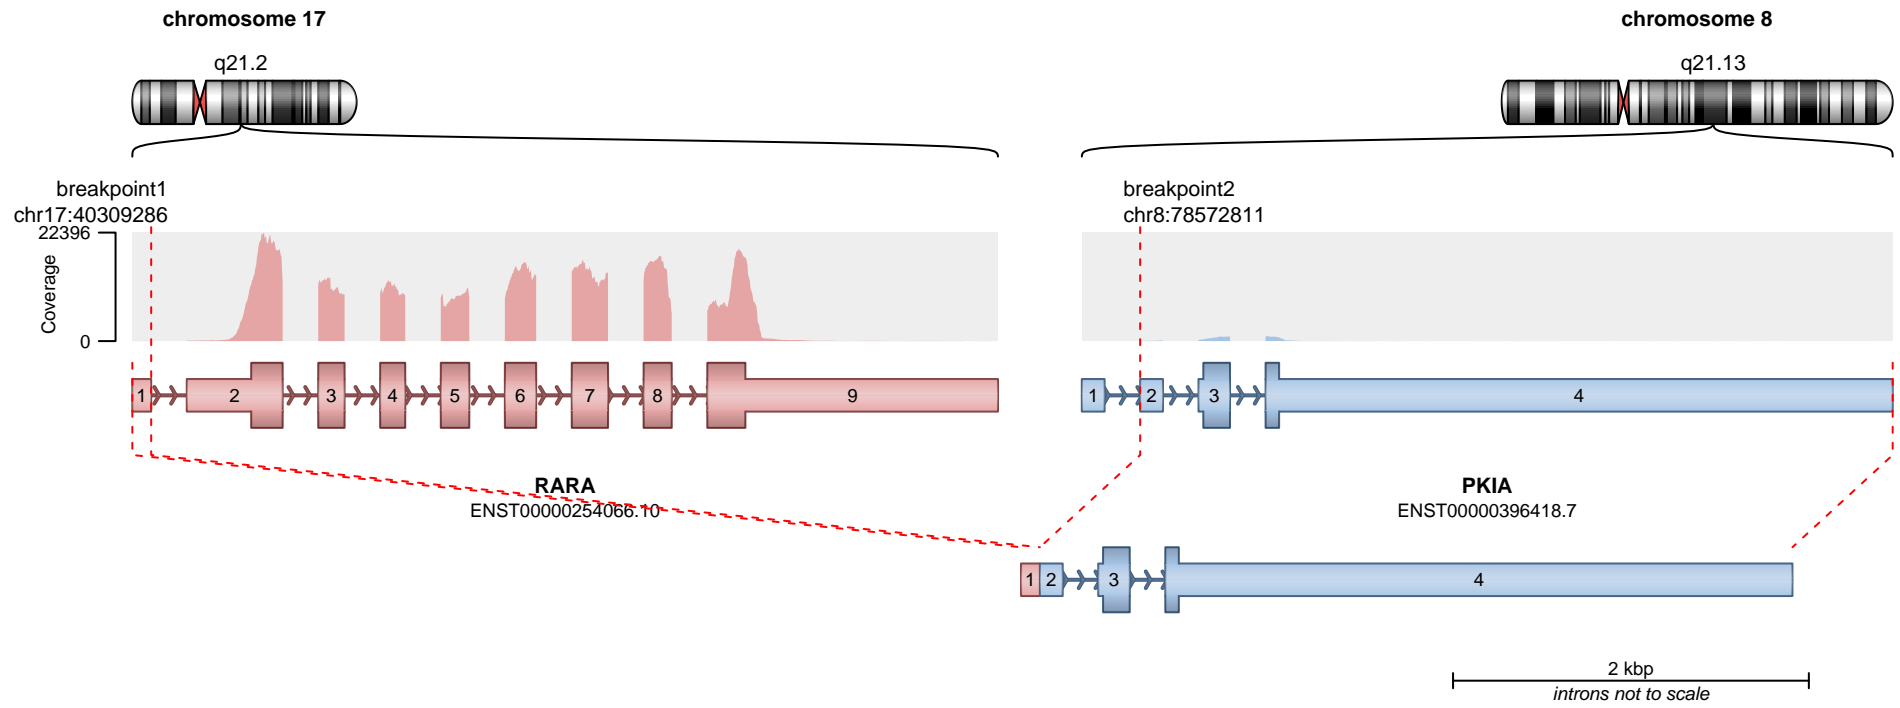 chromosome 17
chromosome 8
q21.2
q21.13
breakpoint1
chr17:40309286
breakpoint2
chr8:78572811
22396
Coverage
0
1 2 3 4 5 6 7 8 9
1 2 3 4
RARA
ENST00000254066.10
PKIA
ENST00000396418.7
1 2 3 4
2 kbp
introns not to scale